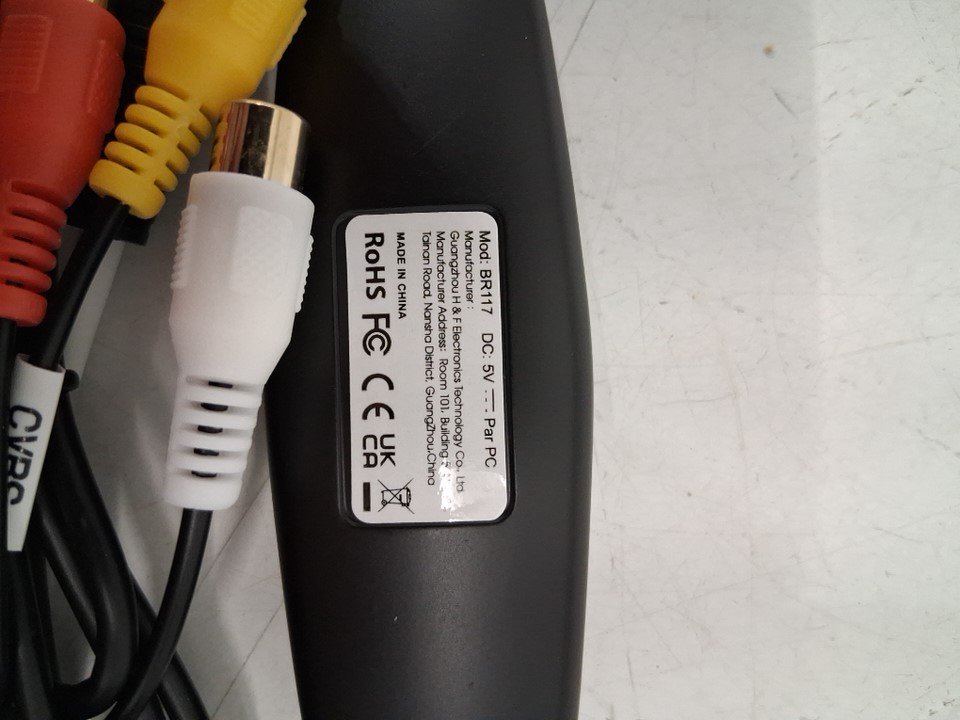 Mod: BR117 DC: 5V Par PC
Manufacturer :
Guangzhou H & F Electronics Technology Co., Ltd
Manufacturer Address: Room 101, Building
Tainan Road, Nansha District, GuangZhou,China
MADE IN CHINA
RoHS FC CE UK CA
CVBS